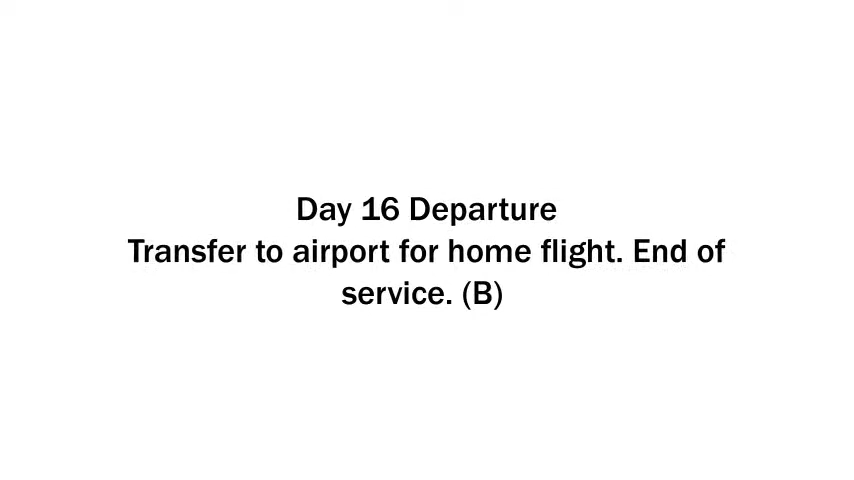 Day 16 Departure
Transfer to airport for home flight. End of
service. (B)